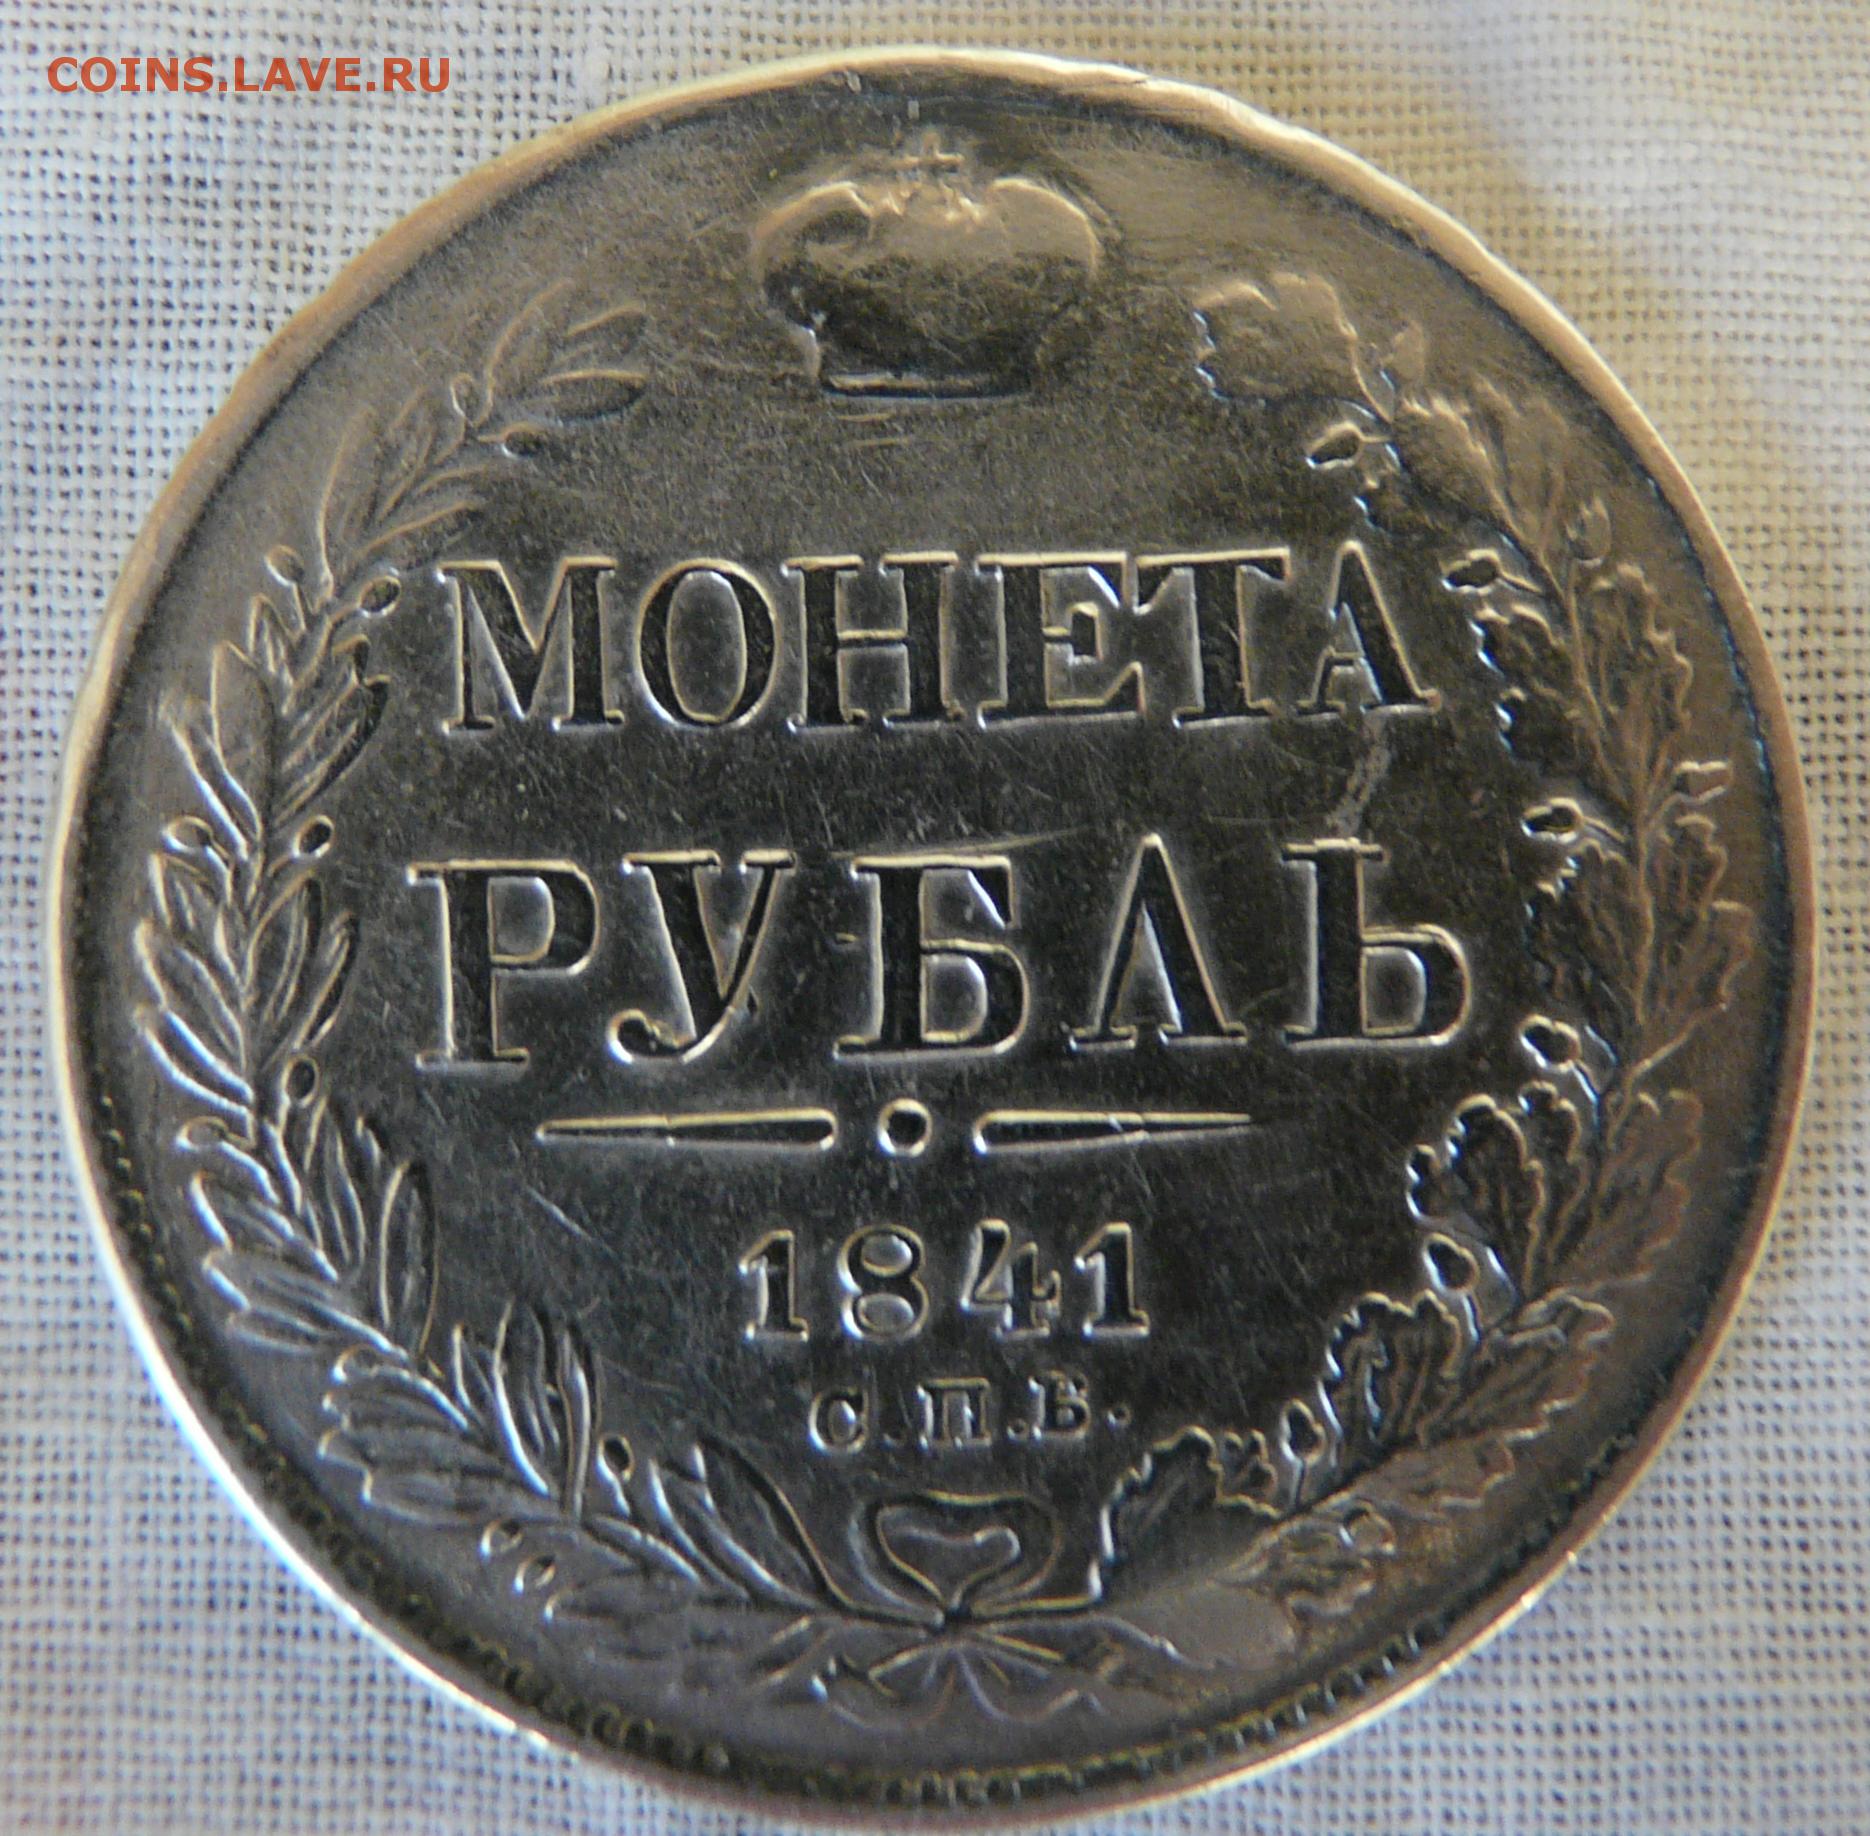 COINS.LAVE.RU
МОНЕТА
РУБЛЬ
1841
С.П.Б.